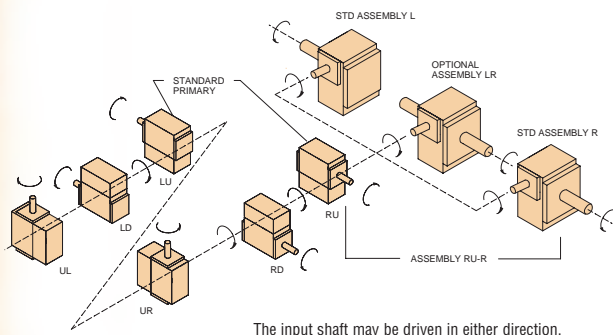 STD ASSEMBLY L
OPTIONAL
ASSEMBLY LR
STANDARD
PRIMARY
STD ASSEMBLY R
LU
RU
LD
UL
RD
UR
ASSEMBLY RU-R
The input shaft may be driven in either direction.